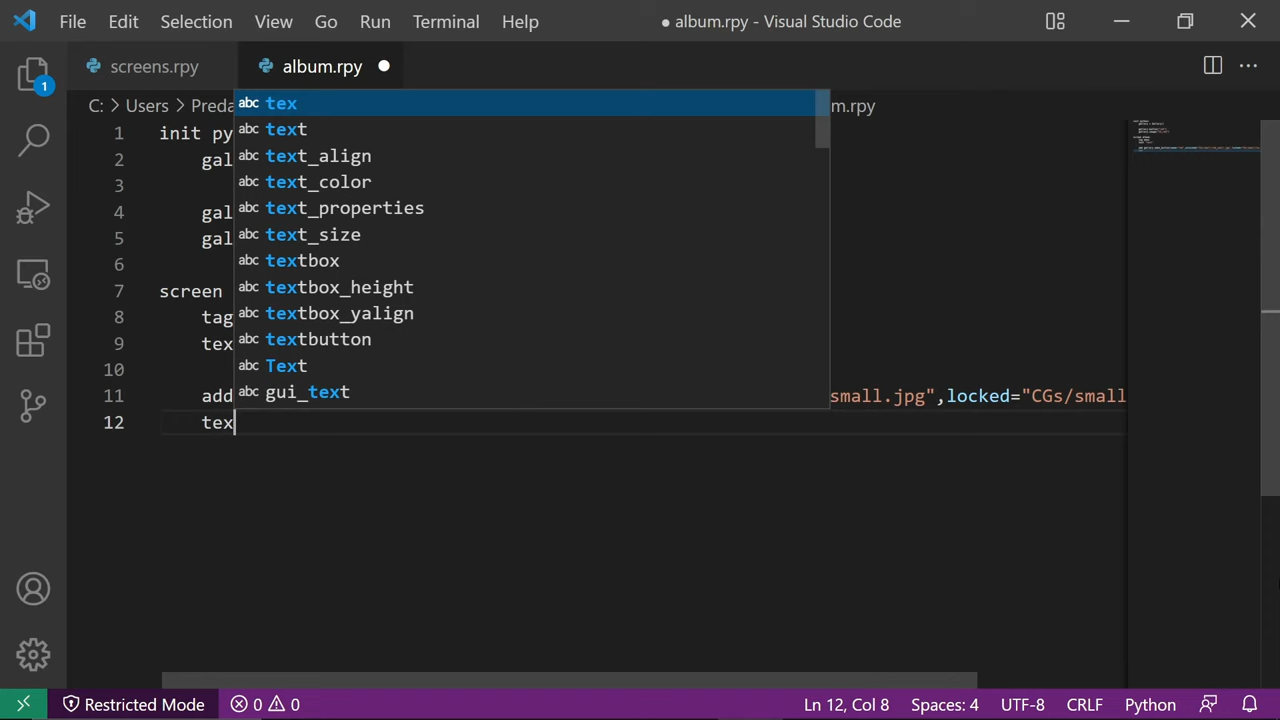 File Edit Selection View Go Run Terminal Help ● album.rpy - Visual Studio Code
screens.rpy album.rpy
C: > Users > Preda m.rpy
1 init py
2 gal
3
4 gal
5 gal
6
7 screen
8 tag
9 tex
10
11 add small.jpg",locked="CGs/small
12 tex
abc tex
abc text
abc text_align
abc text_color
abc text_properties
abc text_size
abc textbox
abc textbox_height
abc textbox_yalign
abc textbutton
abc Text
abc gui_text
1
Restricted Mode 0 0 Ln 12, Col 8 Spaces: 4 UTF-8 CRLF Python